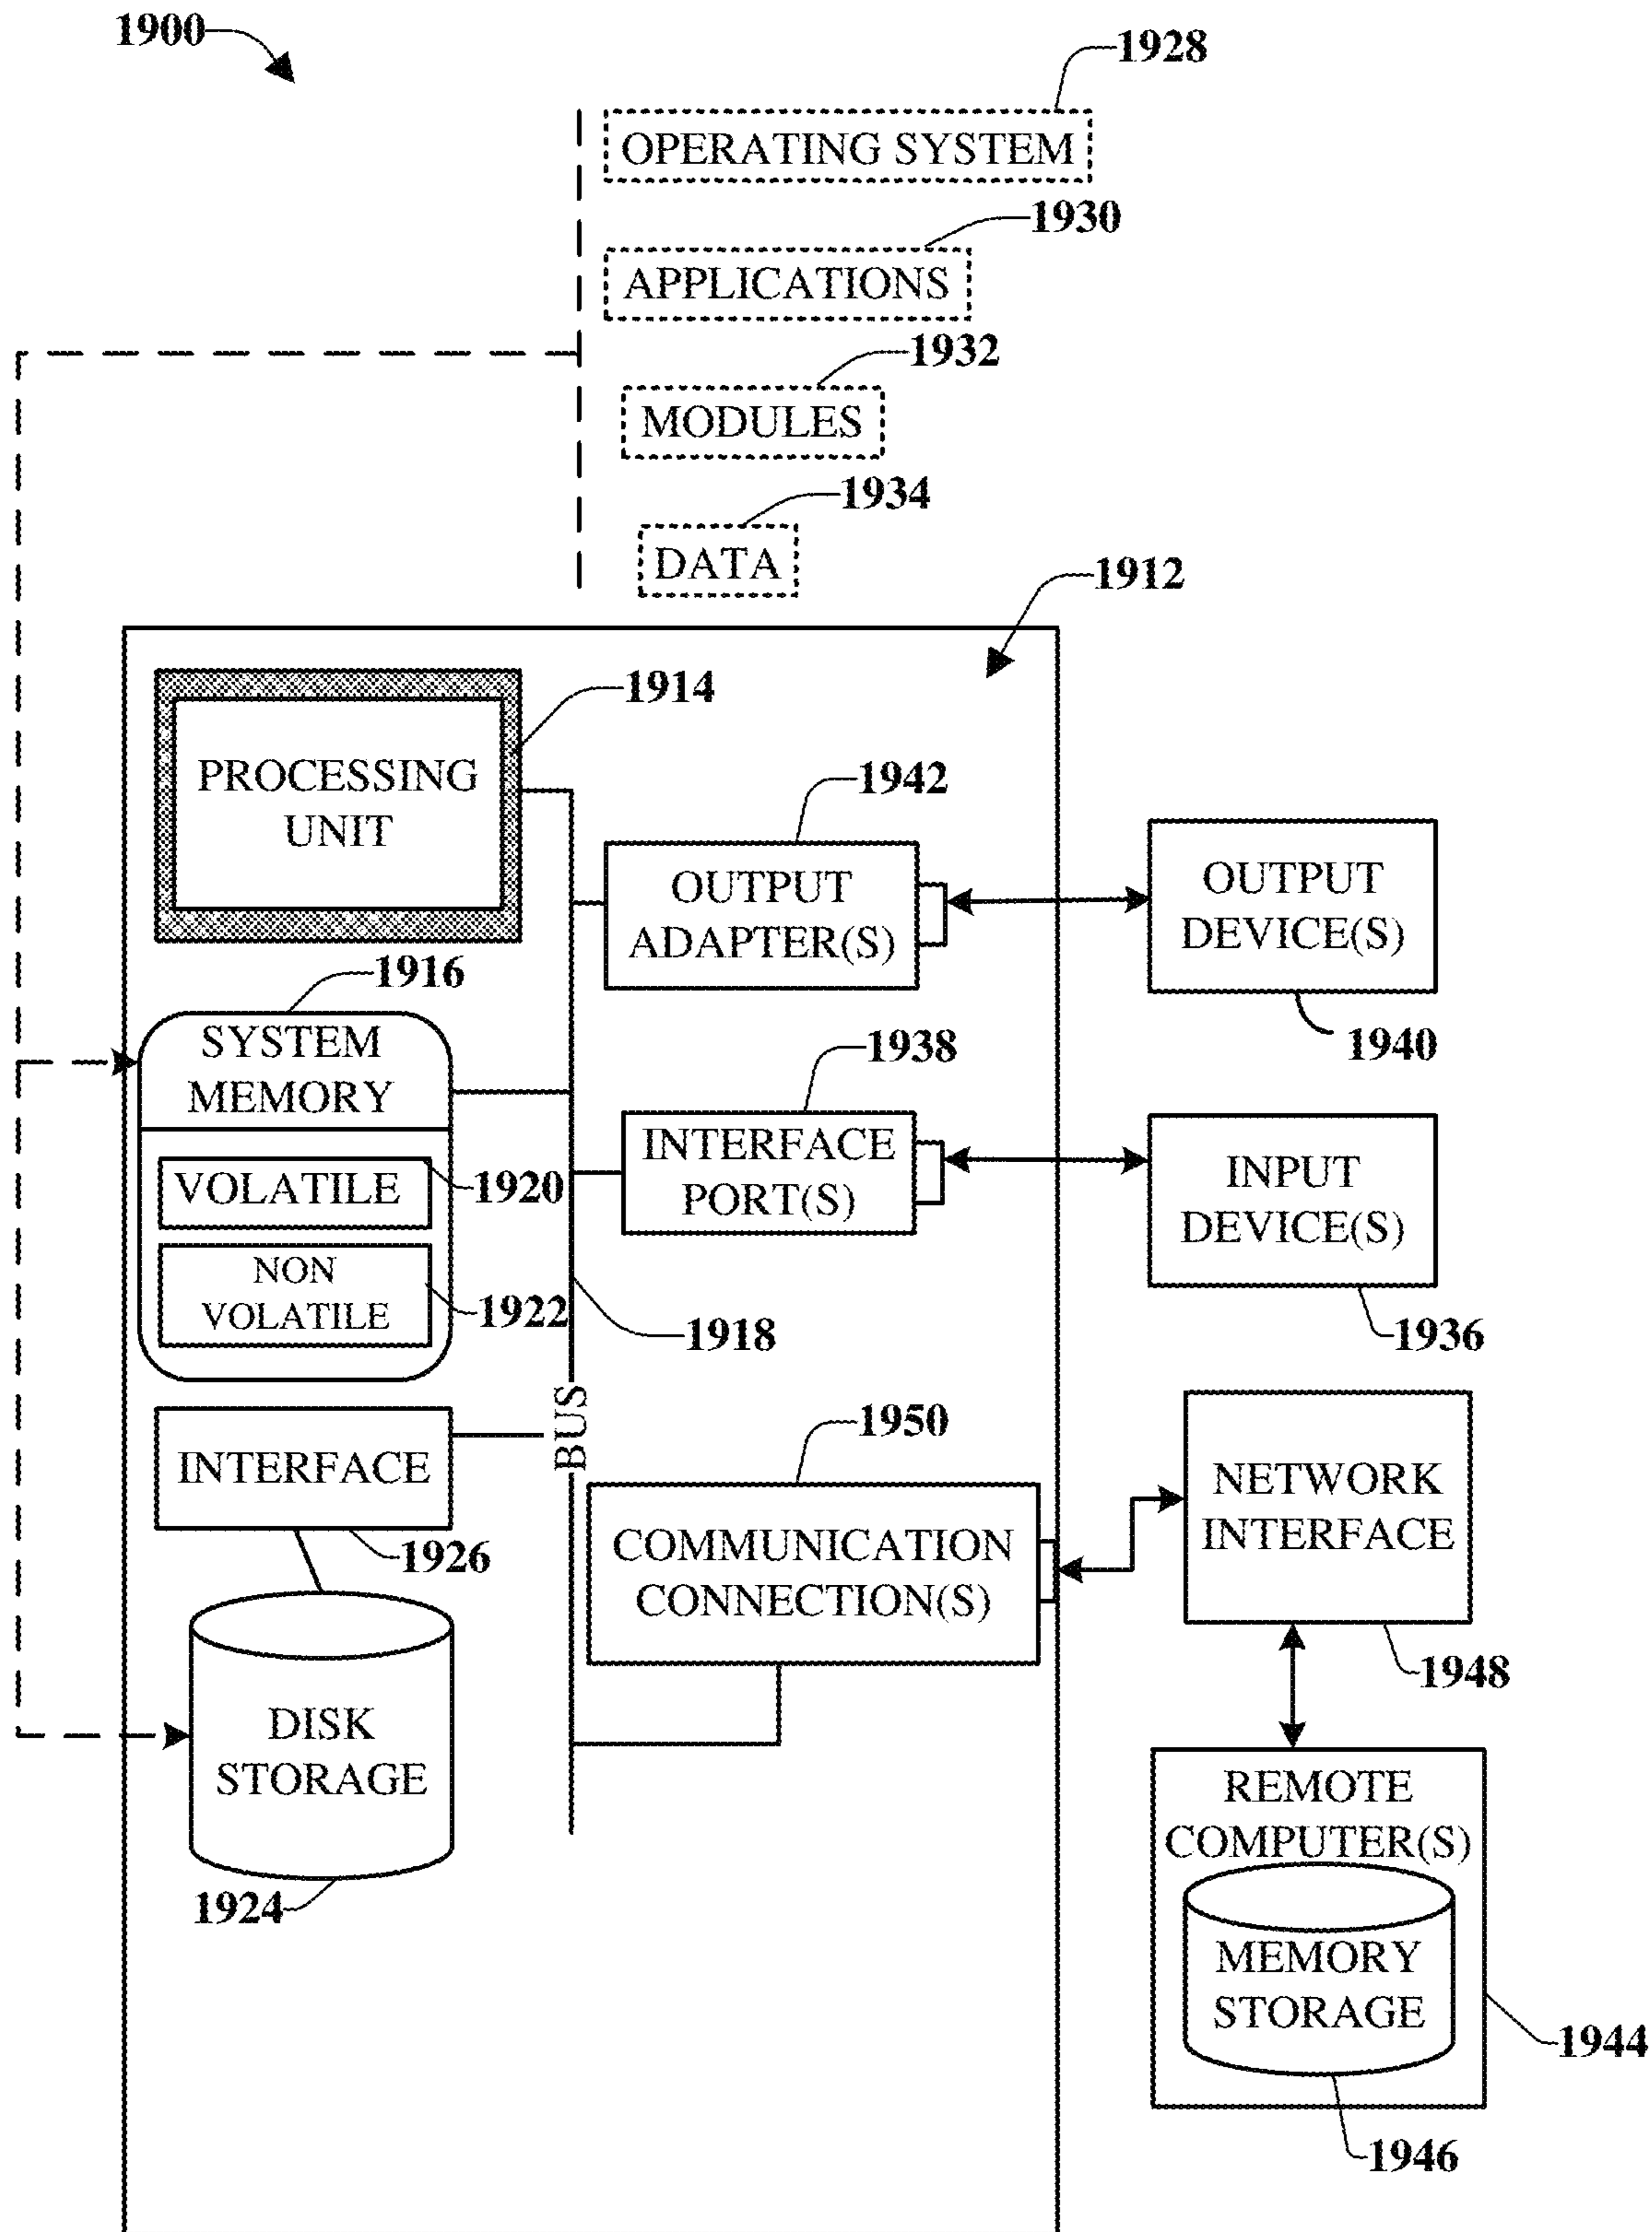 1900
1928
OPERATING SYSTEM
1930
APPLICATIONS
1932
MODULES
1934
DATA
1912
1914
PROCESSING
UNIT
1942
OUTPUT
ADAPTER(S)
OUTPUT
DEVICE(S)
1940
1916
SYSTEM
MEMORY
VOLATILE
1920
NON
VOLATILE
1922
1938
INTERFACE
PORT(S)
INPUT
DEVICE(S)
1936
1918
BUS
INTERFACE
1926
1950
COMMUNICATION
CONNECTION(S)
NETWORK
INTERFACE
1948
DISK
STORAGE
1924
REMOTE
COMPUTER(S)
MEMORY
STORAGE
1944
1946